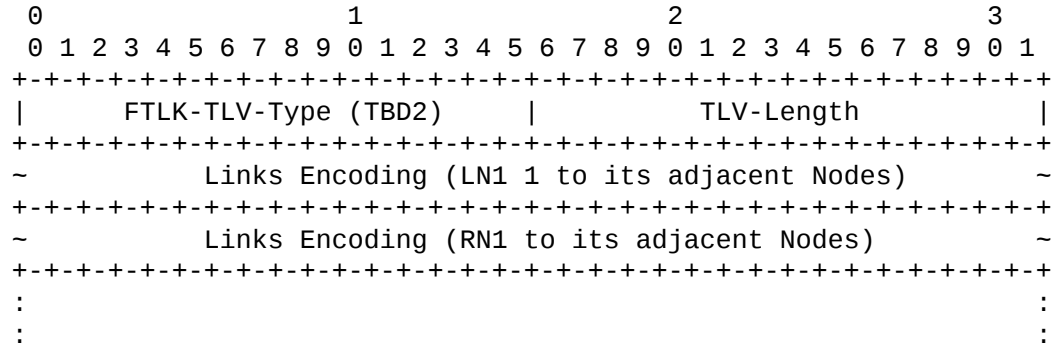 0                   1                   2                   3
 0 1 2 3 4 5 6 7 8 9 0 1 2 3 4 5 6 7 8 9 0 1 2 3 4 5 6 7 8 9 0 1
+-+-+-+-+-+-+-+-+-+-+-+-+-+-+-+-+-+-+-+-+-+-+-+-+-+-+-+-+-+-+-+-+
|      FTLK-TLV-Type (TBD2)     |          TLV-Length           |
+-+-+-+-+-+-+-+-+-+-+-+-+-+-+-+-+-+-+-+-+-+-+-+-+-+-+-+-+-+-+-+-+
~           Links Encoding (LN1 1 to its adjacent Nodes)        ~
+-+-+-+-+-+-+-+-+-+-+-+-+-+-+-+-+-+-+-+-+-+-+-+-+-+-+-+-+-+-+-+-+
~           Links Encoding (RN1 to its adjacent Nodes)          ~
+-+-+-+-+-+-+-+-+-+-+-+-+-+-+-+-+-+-+-+-+-+-+-+-+-+-+-+-+-+-+-+-+
:                                                               :
:                                                               :